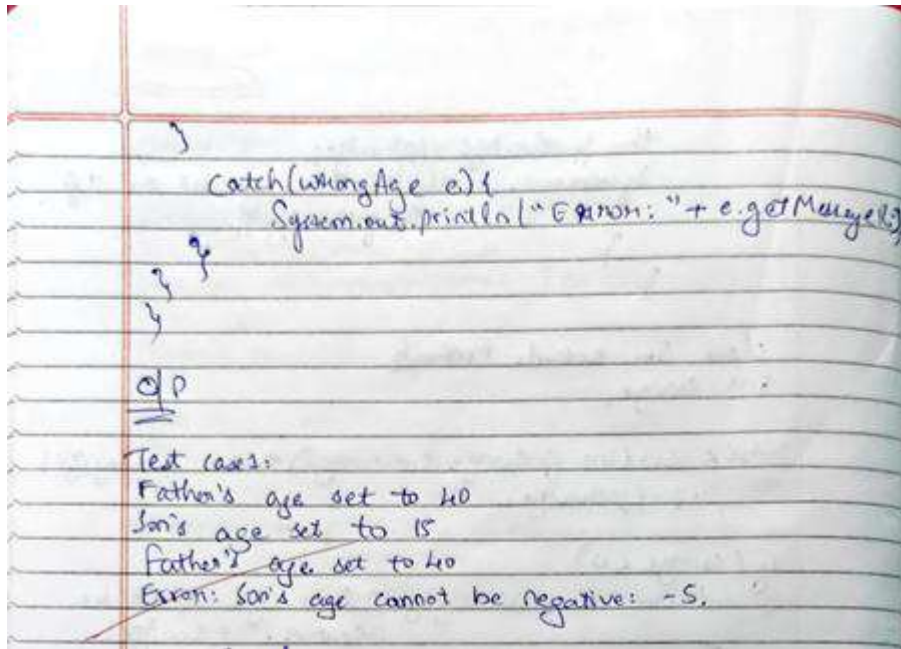 }
catch(WrongAge e){
System.out.println("Error: "+ e.getMessage());
}
}
}
O/P
Test cases:
Father's age set to 40
Son's age set to 15
Father's age set to 40
Error: Son's age cannot be negative: -5.